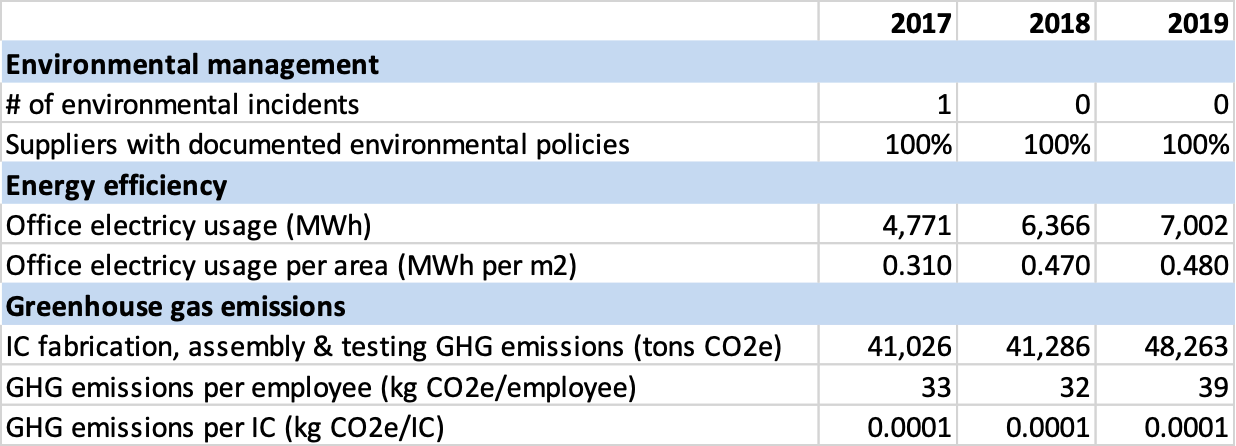 2017 2018 2019
Environmental management
# of environmental incidents 1 0 0
Suppliers with documented environmental policies 100% 100% 100%
Energy efficiency
Office electricy usage (MWh) 4,771 6,366 7,002
Office electricy usage per area (MWh per m2) 0.310 0.470 0.480
Greenhouse gas emissions
IC fabrication, assembly & testing GHG emissions (tons CO2e) 41,026 41,286 48,263
GHG emissions per employee (kg CO2e/employee) 33 32 39
GHG emissions per IC (kg CO2e/IC) 0.0001 0.0001 0.0001